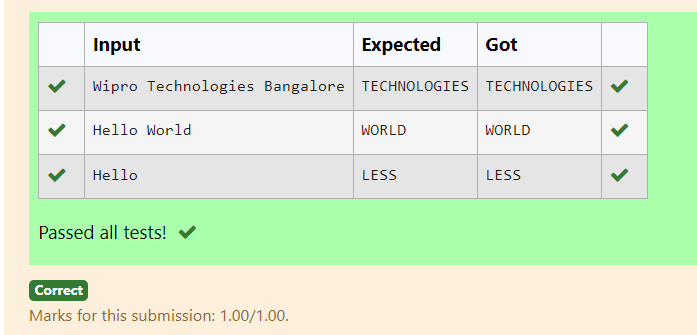 Input Expected Got
Wipro Technologies Bangalore TECHNOLOGIES TECHNOLOGIES
Hello World WORLD WORLD
Hello LESS LESS
Passed all tests!
Correct
Marks for this submission: 1.00/1.00.